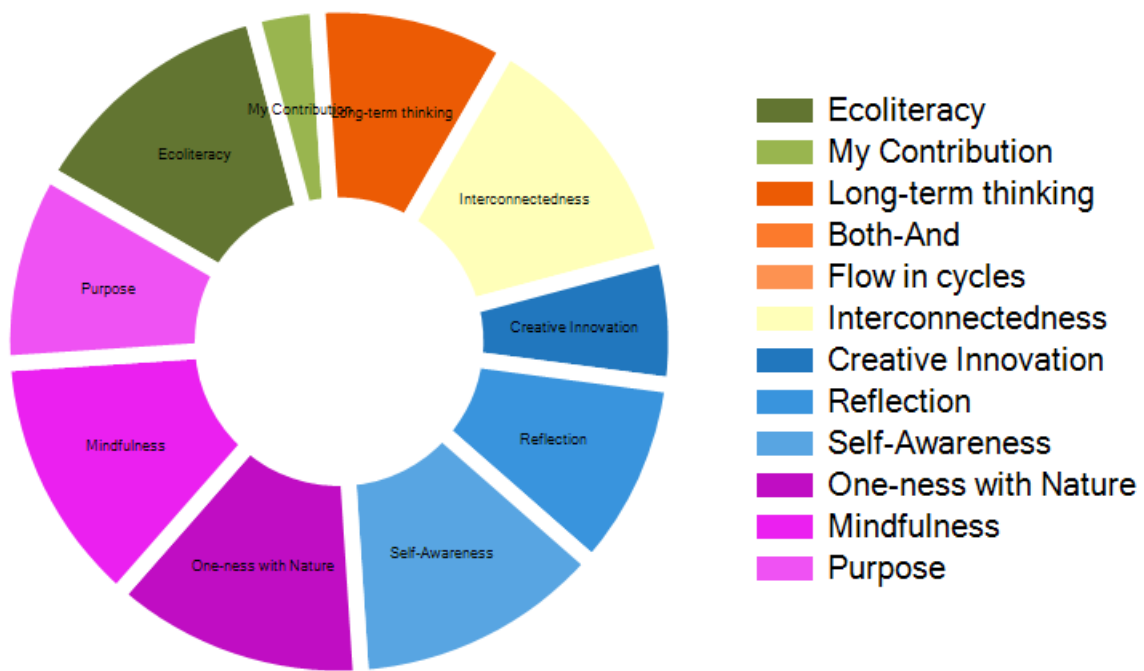 My Contribution
Long-term thinking
Ecoliteracy
Interconnectedness
Purpose
Creative Innovation
Mindfulness
Reflection
One-ness with Nature
Self-Awareness
Ecoliteracy
My Contribution
Long-term thinking
Both-And
Flow in cycles
Interconnectedness
Creative Innovation
Reflection
Self-Awareness
One-ness with Nature
Mindfulness
Purpose